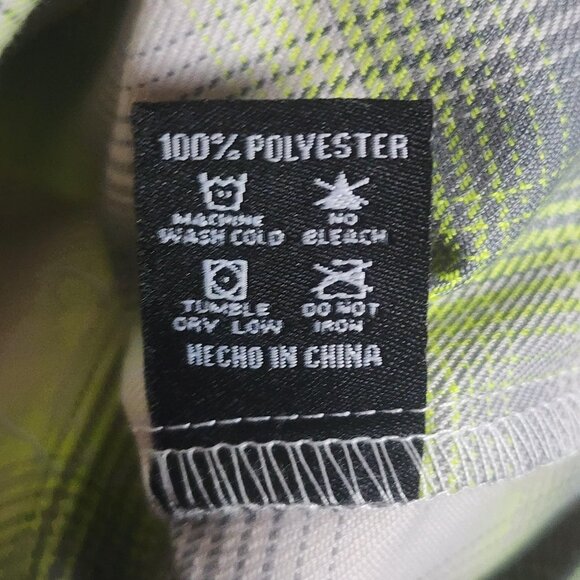 100% POLYESTER
MACHINE WASH COLD
NO BLEACH
TUMBLE DRY LOW
DO NOT IRON
HECHO IN CHINA